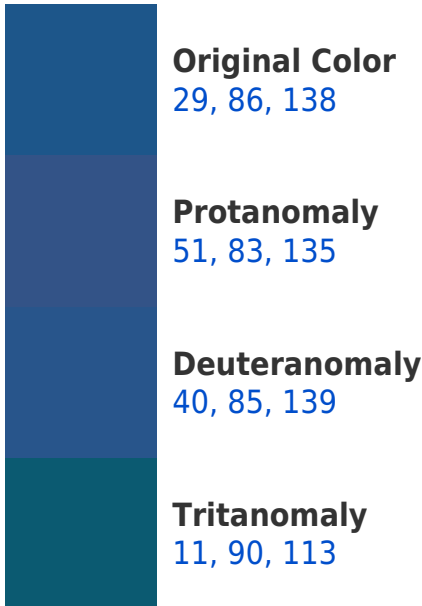 Original Color
29, 86, 138
Protanomaly
51, 83, 135
Deuteranomaly
40, 85, 139
Tritanomaly
11, 90, 113